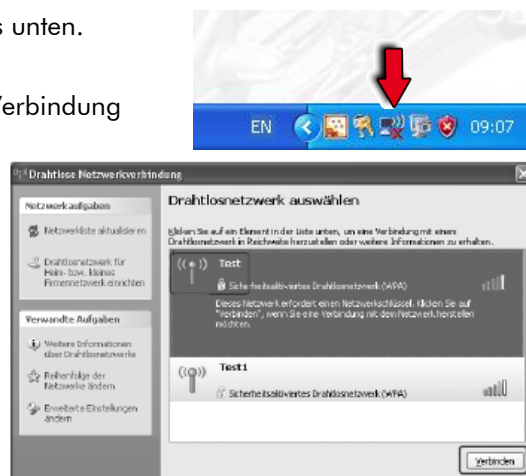 s unten.
Verbindung
EN 09:07
Drahtlose Netzwerkverbindung
Netzwerkaufgaben
Netzwerkliste aktualisieren
Drahtlosnetzwerk für
Heim- bzw. kleines
Firmennetzwerk einrichten
Verwandte Aufgaben
Weitere Informationen
über Drahtlosnetzwerke
Reihenfolge der
Netzwerke ändern
Erweiterte Einstellungen
ändern
Drahtlosnetzwerk auswählen
Klicken Sie auf ein Element in der Liste unten, um eine Verbindung mit einem
Drahtlosnetzwerk in Reichweite herzustellen oder weitere Informationen zu erhalten.
Test
Sicherheitsaktiviertes Drahtlosnetzwerk (WPA)
Dieses Netzwerk erfordert einen Netzwerkschlüssel. Klicken Sie auf
"Verbinden", wenn Sie eine Verbindung mit dem Netzwerk herstellen
möchten.
Test1
Sicherheitsaktiviertes Drahtlosnetzwerk (WPA)
Verbinden